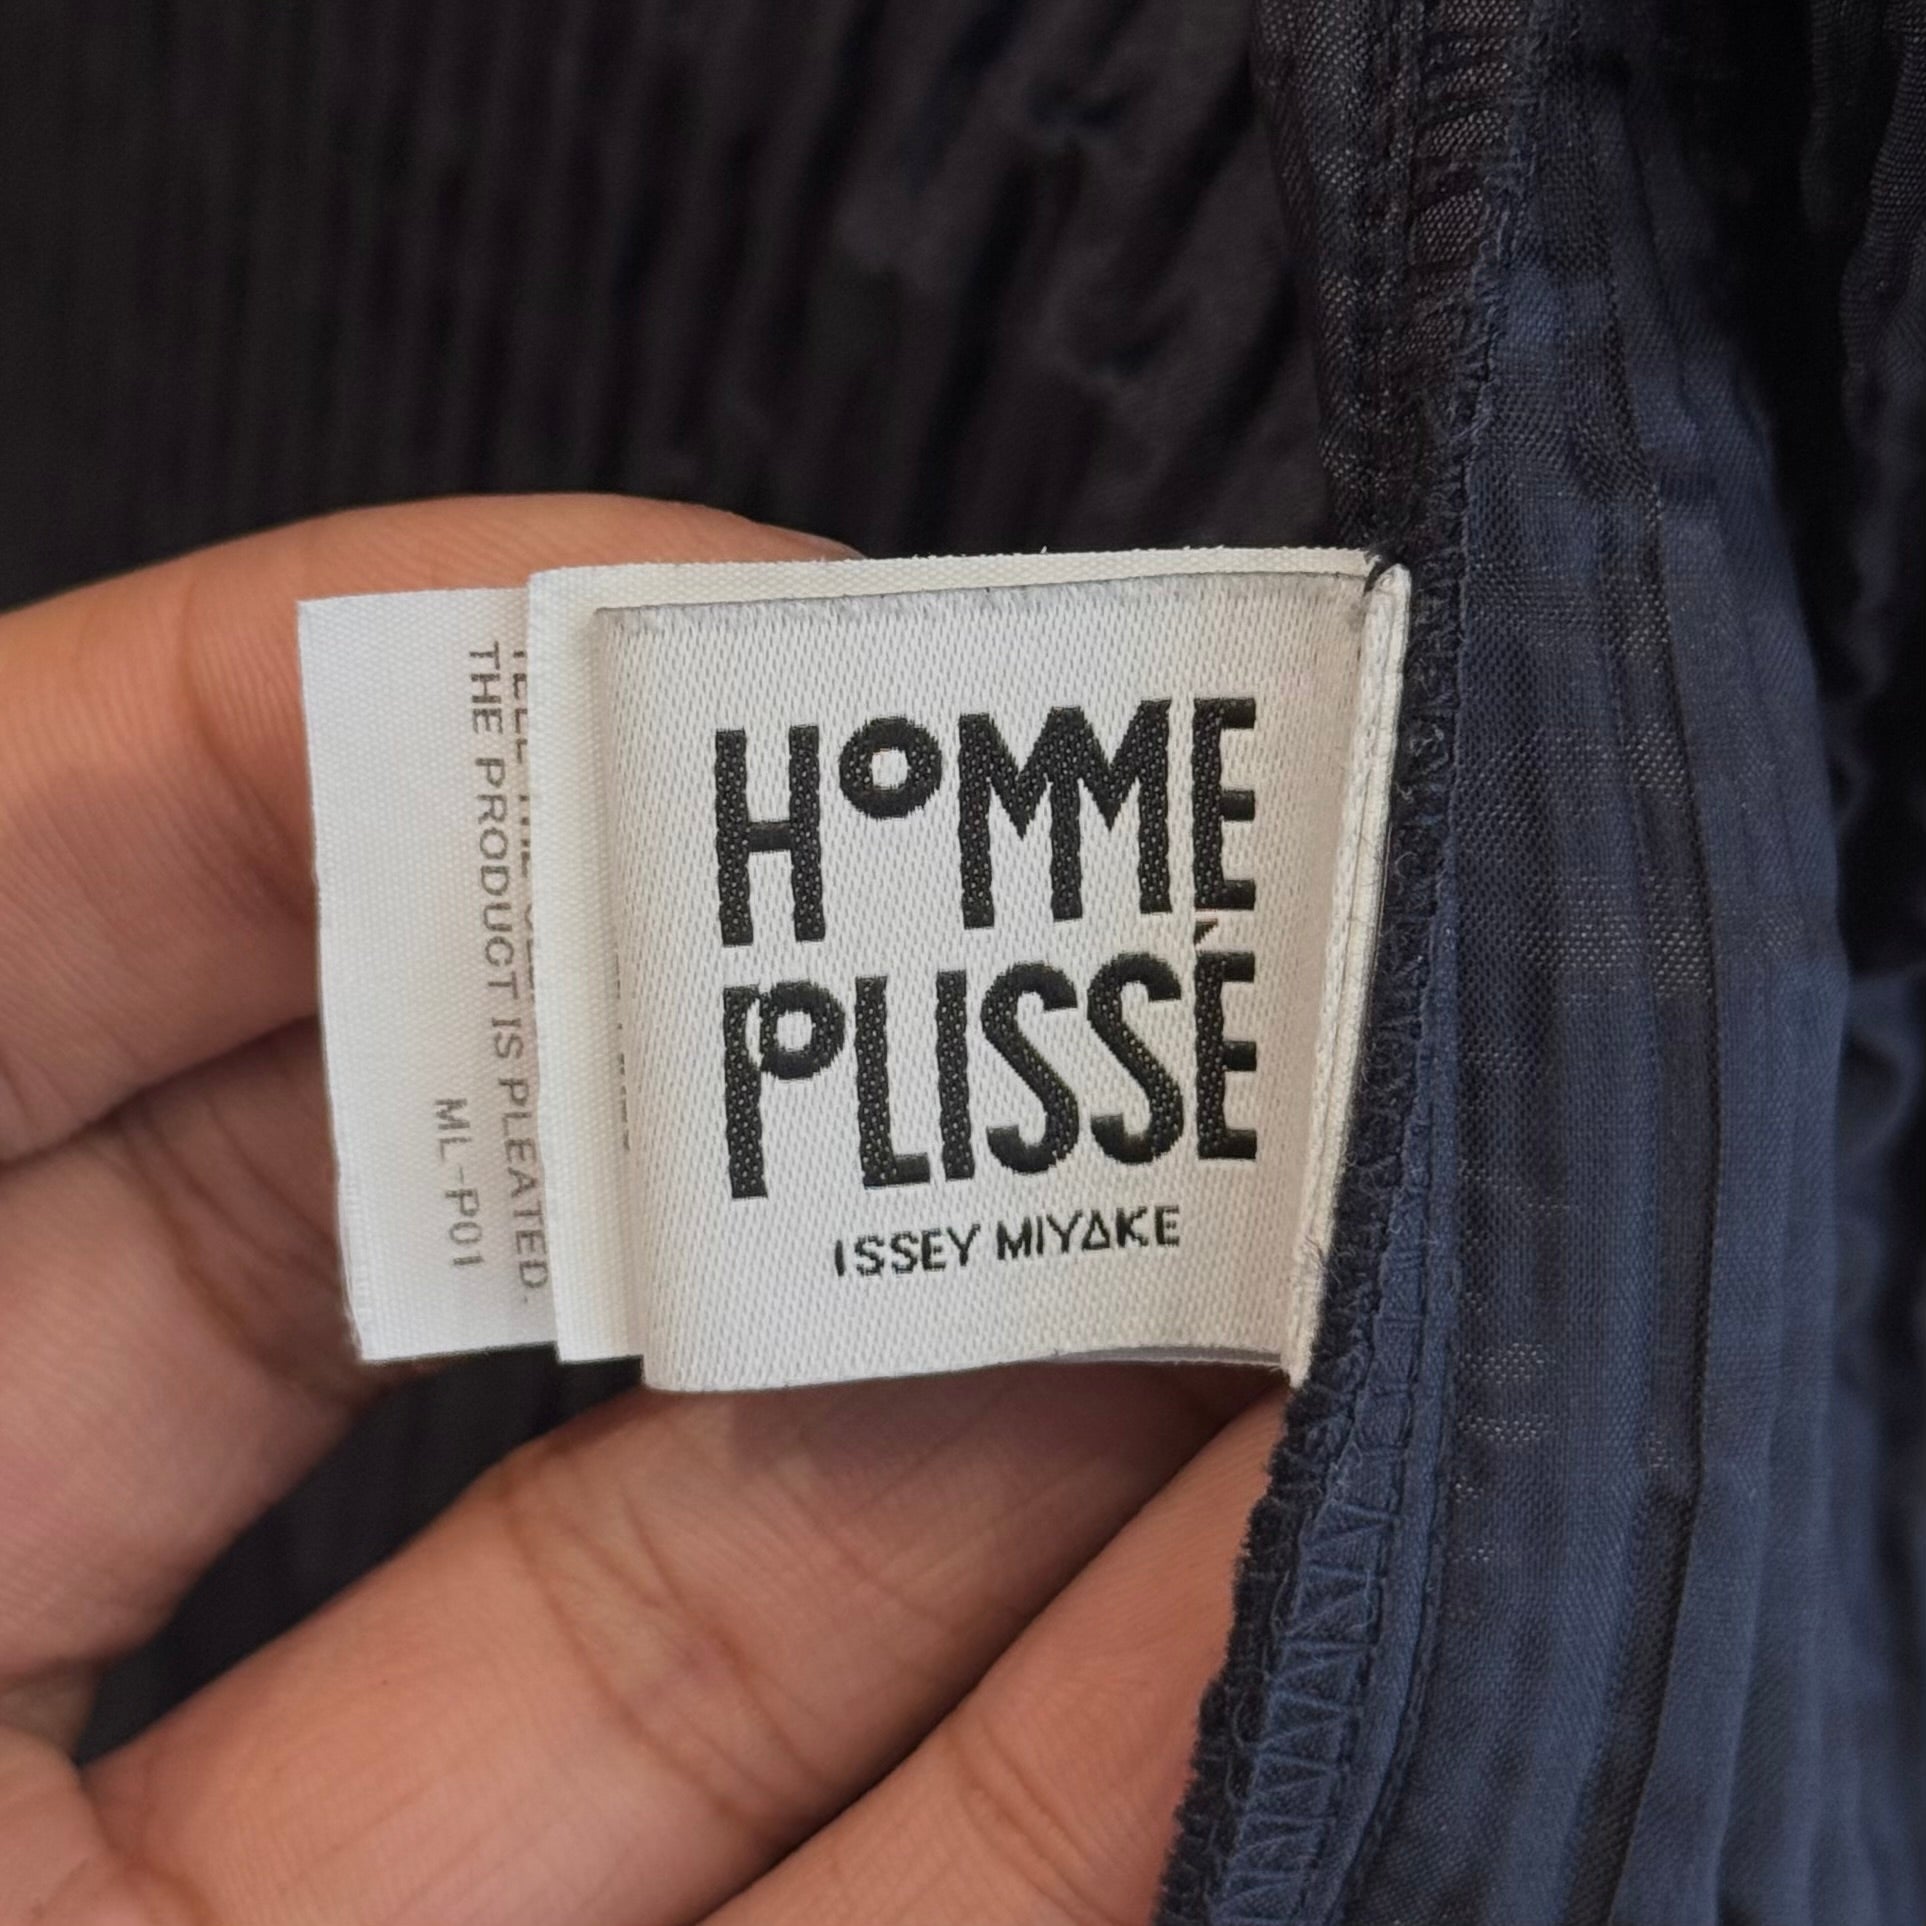 HOMME
PLISSÉ
ISSEY MIYAKE
THE PRODUCT IS PLEATED.
ML-P01